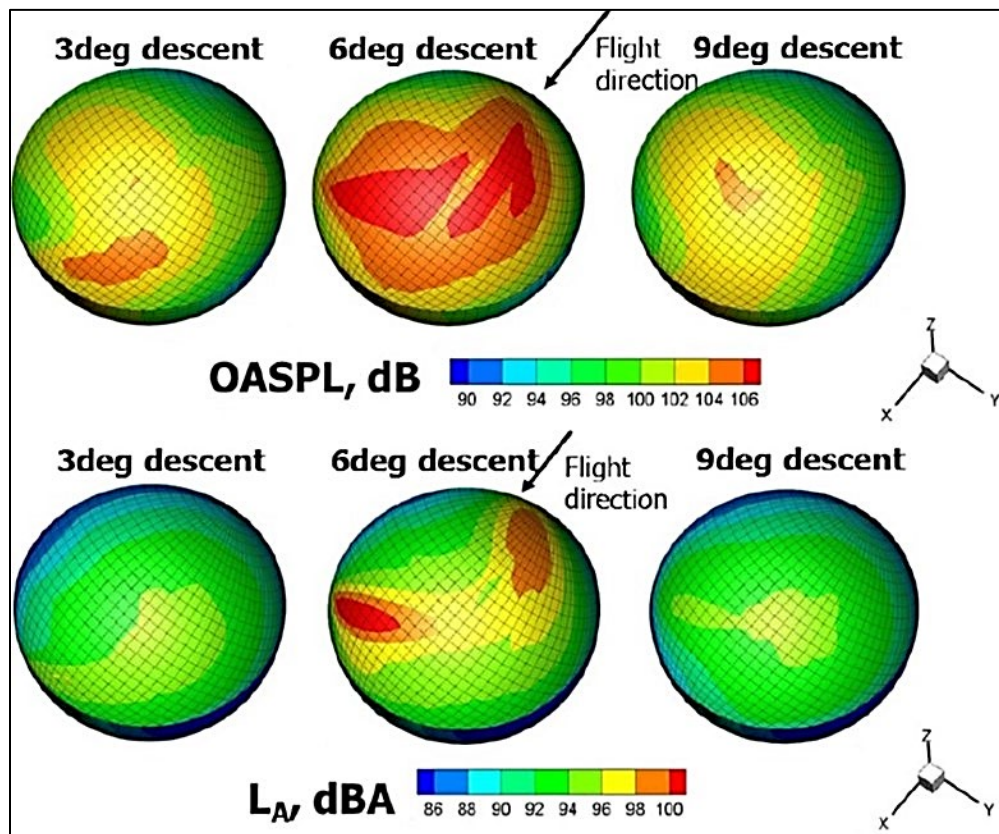 3deg descent
6deg descent
Flight
direction
9deg descent
OASPL, dB
90 92 94 96 98 100 102 104 106
Z
X
Y
3deg descent
6deg descent
Flight
direction
9deg descent
LA, dBA
86 88 90 92 94 96 98 100
Z
X
Y